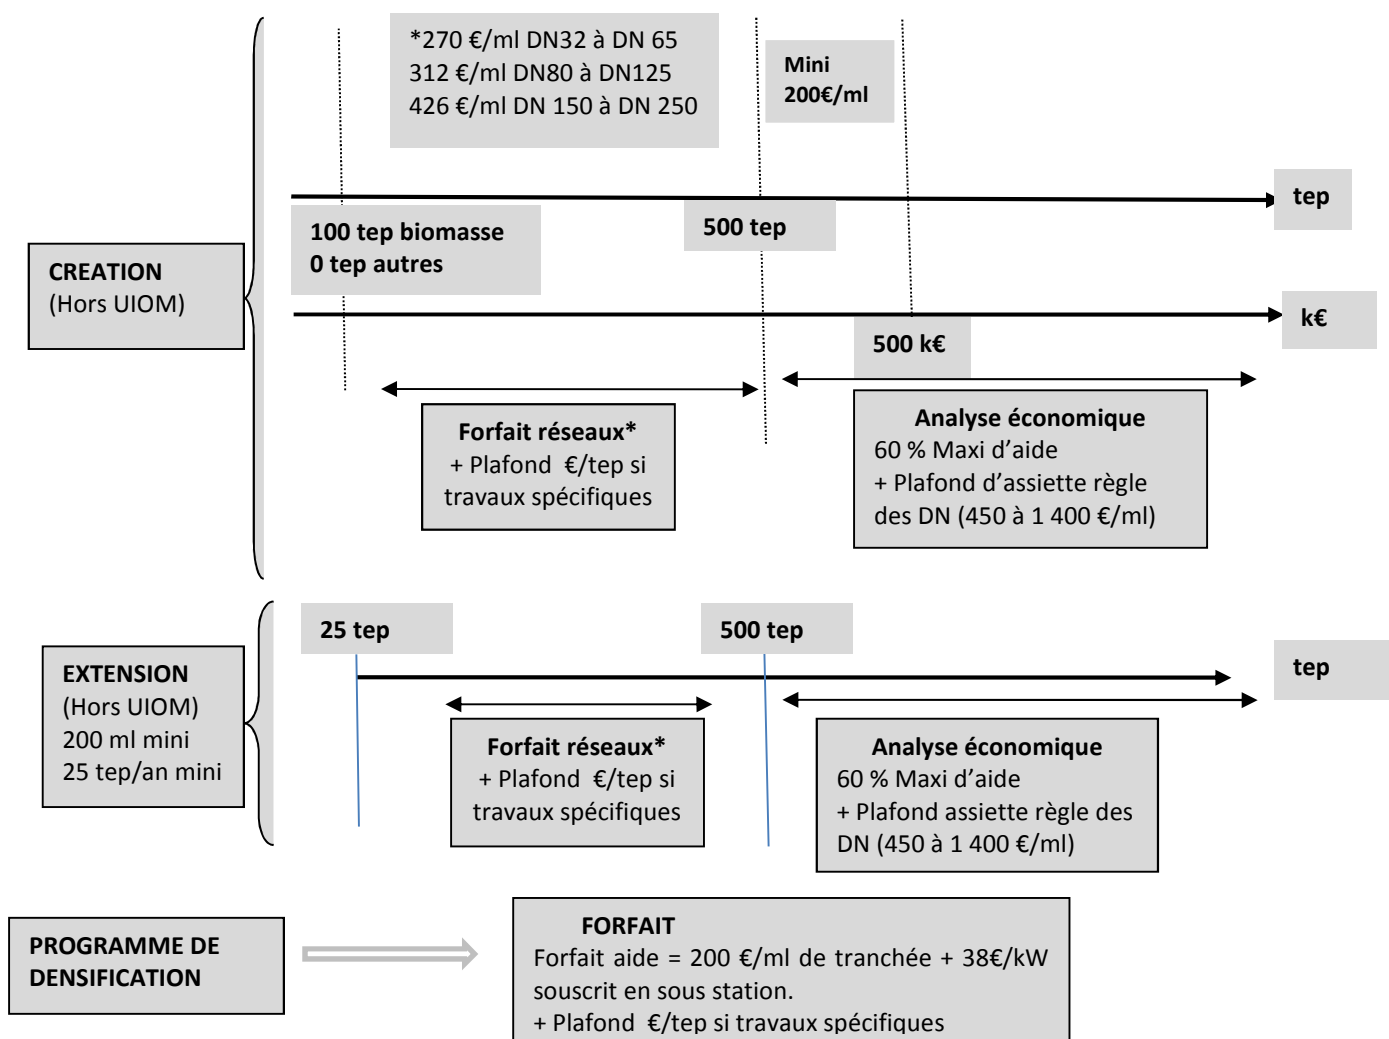 *270 €/ml DN32 à DN 65
312 €/ml DN80 à DN125
426 €/ml DN 150 à DN 250
Mini
200€/ml
tep
100 tep biomasse
0 tep autres
500 tep
CREATION
(Hors UIOM)
k€
500 k€
Forfait réseaux*
+ Plafond €/tep si
travaux spécifiques
Analyse économique
60 % Maxi d'aide
+ Plafond d'assiette règle
des DN (450 à 1 400 €/ml)
25 tep
500 tep
tep
EXTENSION
(Hors UIOM)
200 ml mini
25 tep/an mini
Forfait réseaux*
+ Plafond €/tep si
travaux spécifiques
Analyse économique
60 % Maxi d'aide
+ Plafond assiette règle des
DN (450 à 1 400 €/ml)
PROGRAMME DE
DENSIFICATION
FORFAIT
Forfait aide = 200 €/ml de tranchée + 38€/kW
souscrit en sous station.
+ Plafond €/tep si travaux spécifiques